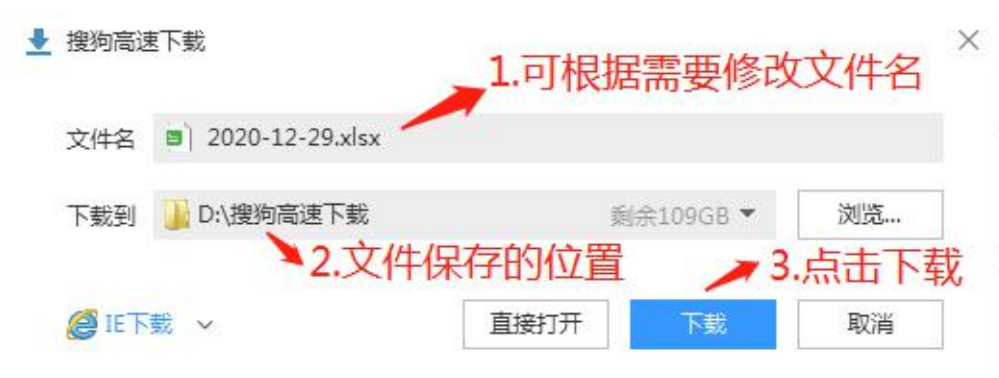 搜狗高速下载
1.可根据需要修改文件名
文件名 2020-12-29.xlsx
下载到 D:\搜狗高速下载 剩余109GB 浏览...
2.文件保存的位置
3.点击下载
IE下载 直接打开 下载 取消